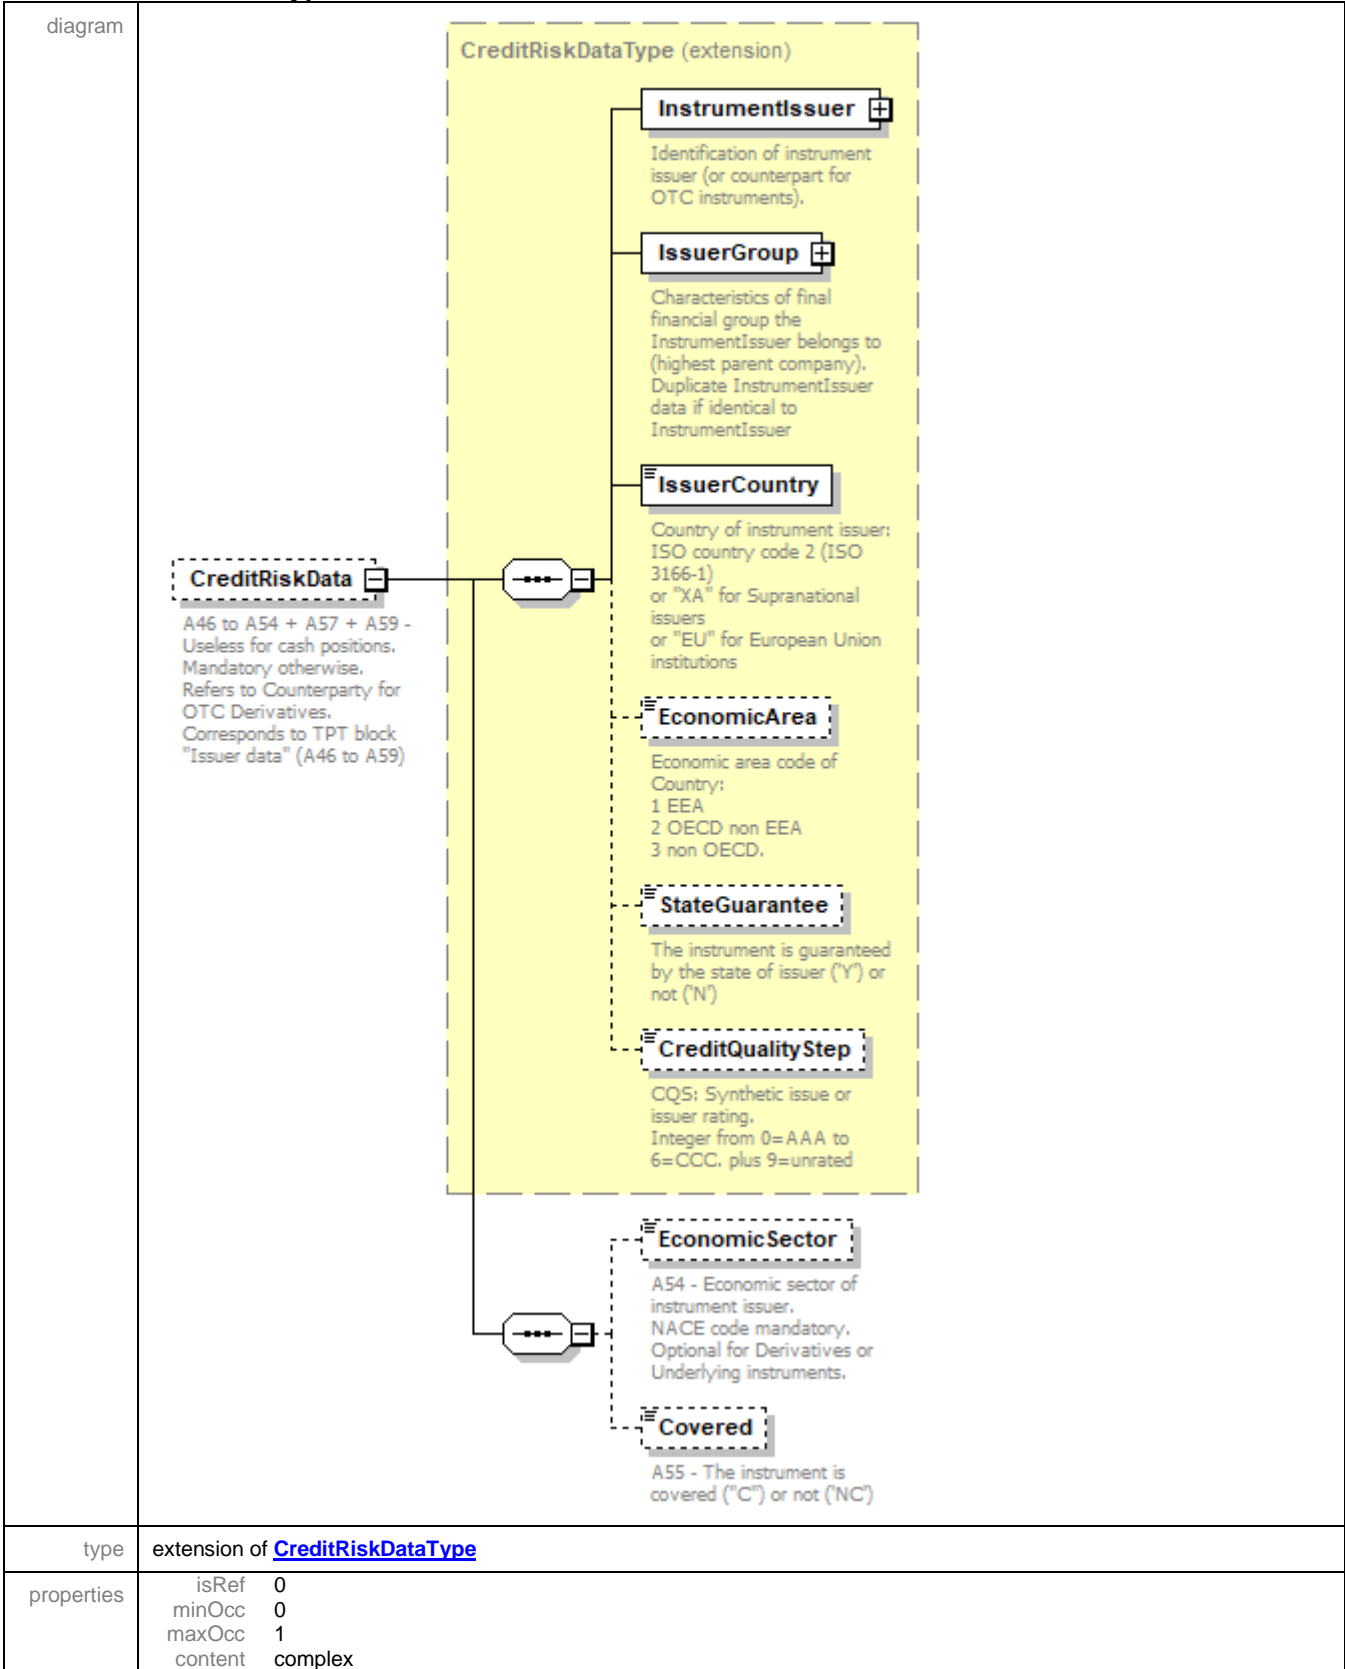 diagram
CreditRiskDataType (extension)
InstrumentIssuer
Identification of instrument
issuer (or counterpart for
OTC instruments).
IssuerGroup
Characteristics of final
financial group the
InstrumentIssuer belongs to
(highest parent company).
Duplicate InstrumentIssuer
data if identical to
InstrumentIssuer
IssuerCountry
Country of instrument issuer:
ISO country code 2 (ISO
3166-1)
or "XA" for Supranational
issuers
or "EU" for European Union
institutions
CreditRiskData
A46 to A54 + A57 + A59 -
Useless for cash positions.
Mandatory otherwise.
Refers to Counterparty for
OTC Derivatives.
Corresponds to TPT block
"Issuer data" (A46 to A59)
EconomicArea
Economic area code of
Country:
1 EEA
2 OECD non EEA
3 non OECD.
StateGuarantee
The instrument is guaranteed
by the state of issuer ('Y') or
not ('N')
CreditQualityStep
CQS: Synthetic issue or
issuer rating.
Integer from 0=AAA to
6=CCC. plus 9=unrated
EconomicSector
A54 - Economic sector of
instrument issuer.
NACE code mandatory.
Optional for Derivatives or
Underlying instruments.
Covered
A55 - The instrument is
covered ("C") or not ('NC')
type extension of CreditRiskDataType
properties isRef 0
minOcc 0
maxOcc 1
content complex